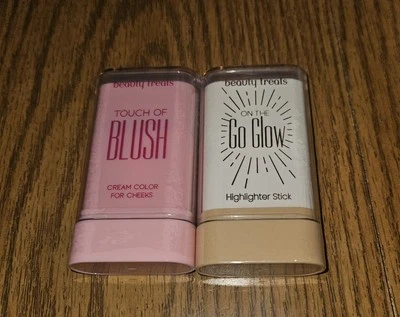 beauty treats
TOUCH OF
BLUSH
CREAM COLOR
FOR CHEEKS
beauty treats
ON THE
Go Glow
Highlighter Stick